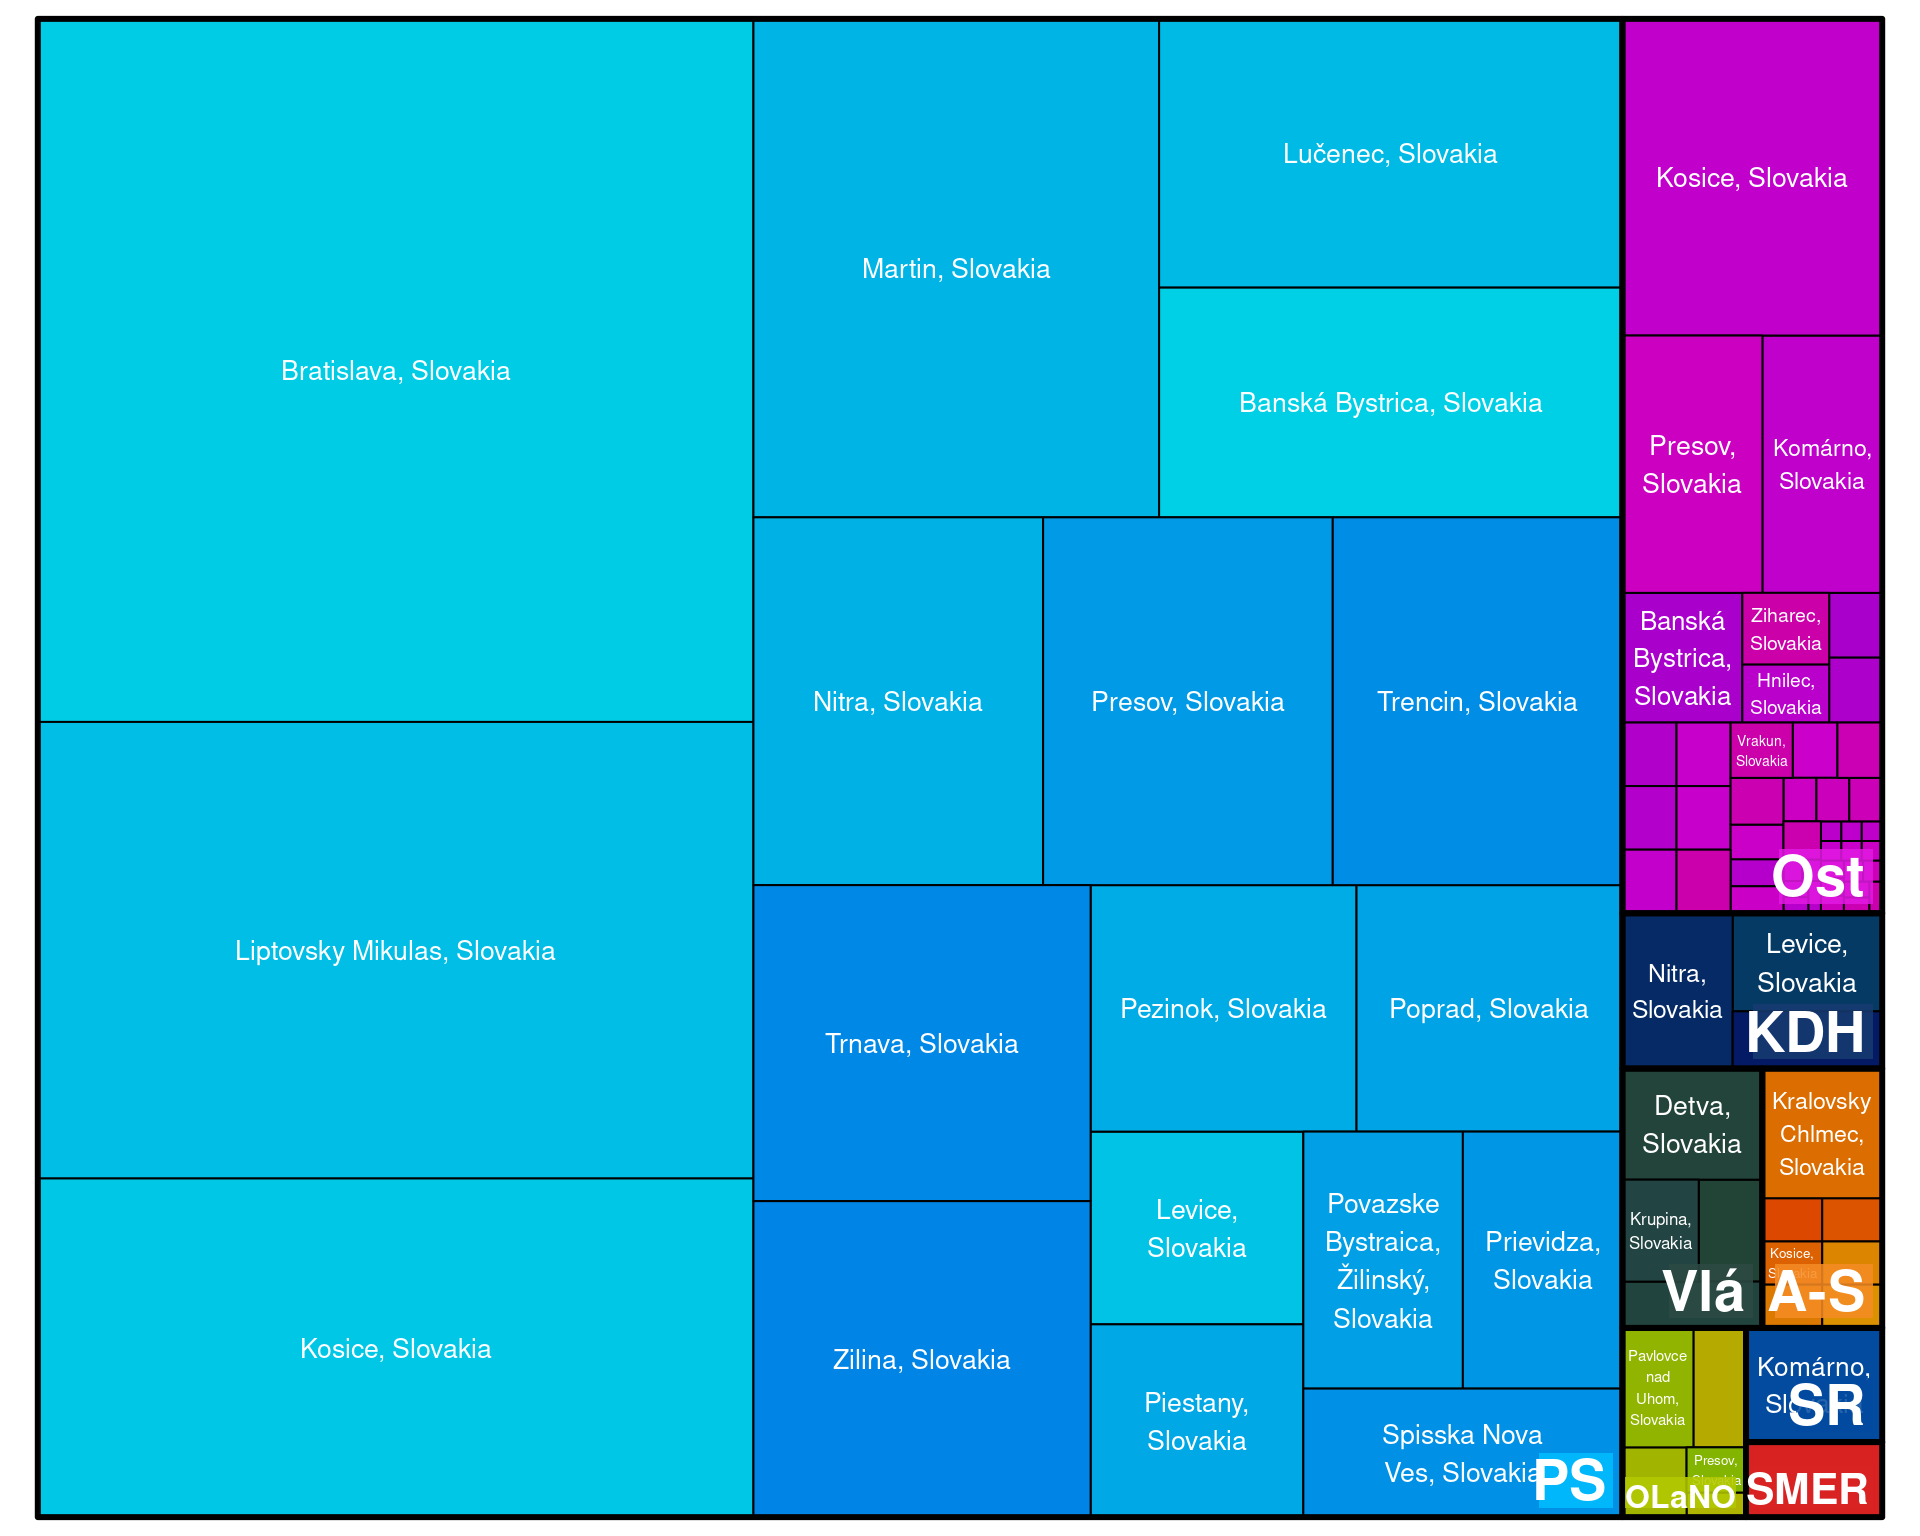 Bratislava, Slovakia
Liptovsky Mikulas, Slovakia
Kosice, Slovakia
Martin, Slovakia
Lučenec, Slovakia
Banská Bystrica, Slovakia
Nitra, Slovakia
Presov, Slovakia
Trencin, Slovakia
Trnava, Slovakia
Zilina, Slovakia
Pezinok, Slovakia
Poprad, Slovakia
Levice,
Slovakia
Piestany,
Slovakia
Povazske
Bystraica,
Žilinský,
Slovakia
Prievidza,
Slovakia
Spisska Nova
Ves, Slovakia
PS
Kosice, Slovakia
Presov,
Slovakia
Komárno,
Slovakia
Banská
Bystrica,
Slovakia
Ziharec,
Slovakia
Hnilec,
Slovakia
Vrakun,
Slovakia
Ost
Nitra,
Slovakia
Levice,
Slovakia
KDH
Detva,
Slovakia
Krupina,
Slovakia
Vlá
Kralovsky
Chlmec,
Slovakia
Kosice,
A-S
Pavlovce
nad
Uhom,
Slovakia
Presov,
OLaNO
Komárno,
SR
SMER